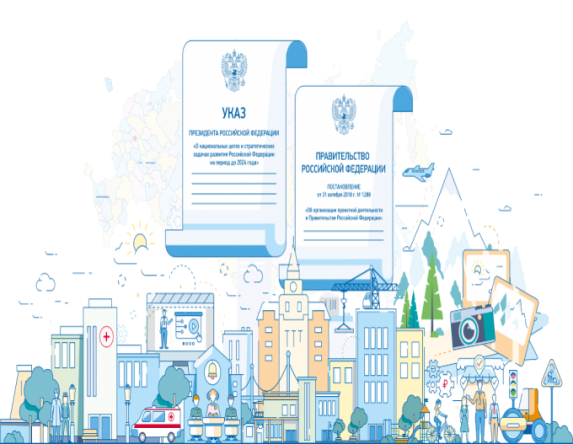 УКАЗ
ПРЕЗИДЕНТА РОССИЙСКОЙ ФЕДЕРАЦИИ
«О национальных целях и стратегических
задачах развития Российской Федерации
на период до 2024 года»
ПРАВИТЕЛЬСТВО
РОССИЙСКОЙ ФЕДЕРАЦИИ
ПОСТАНОВЛЕНИЕ
от 31 октября 2018 г. № 1288
«Об организации проектной деятельности
в Правительстве Российской Федерации»
₽